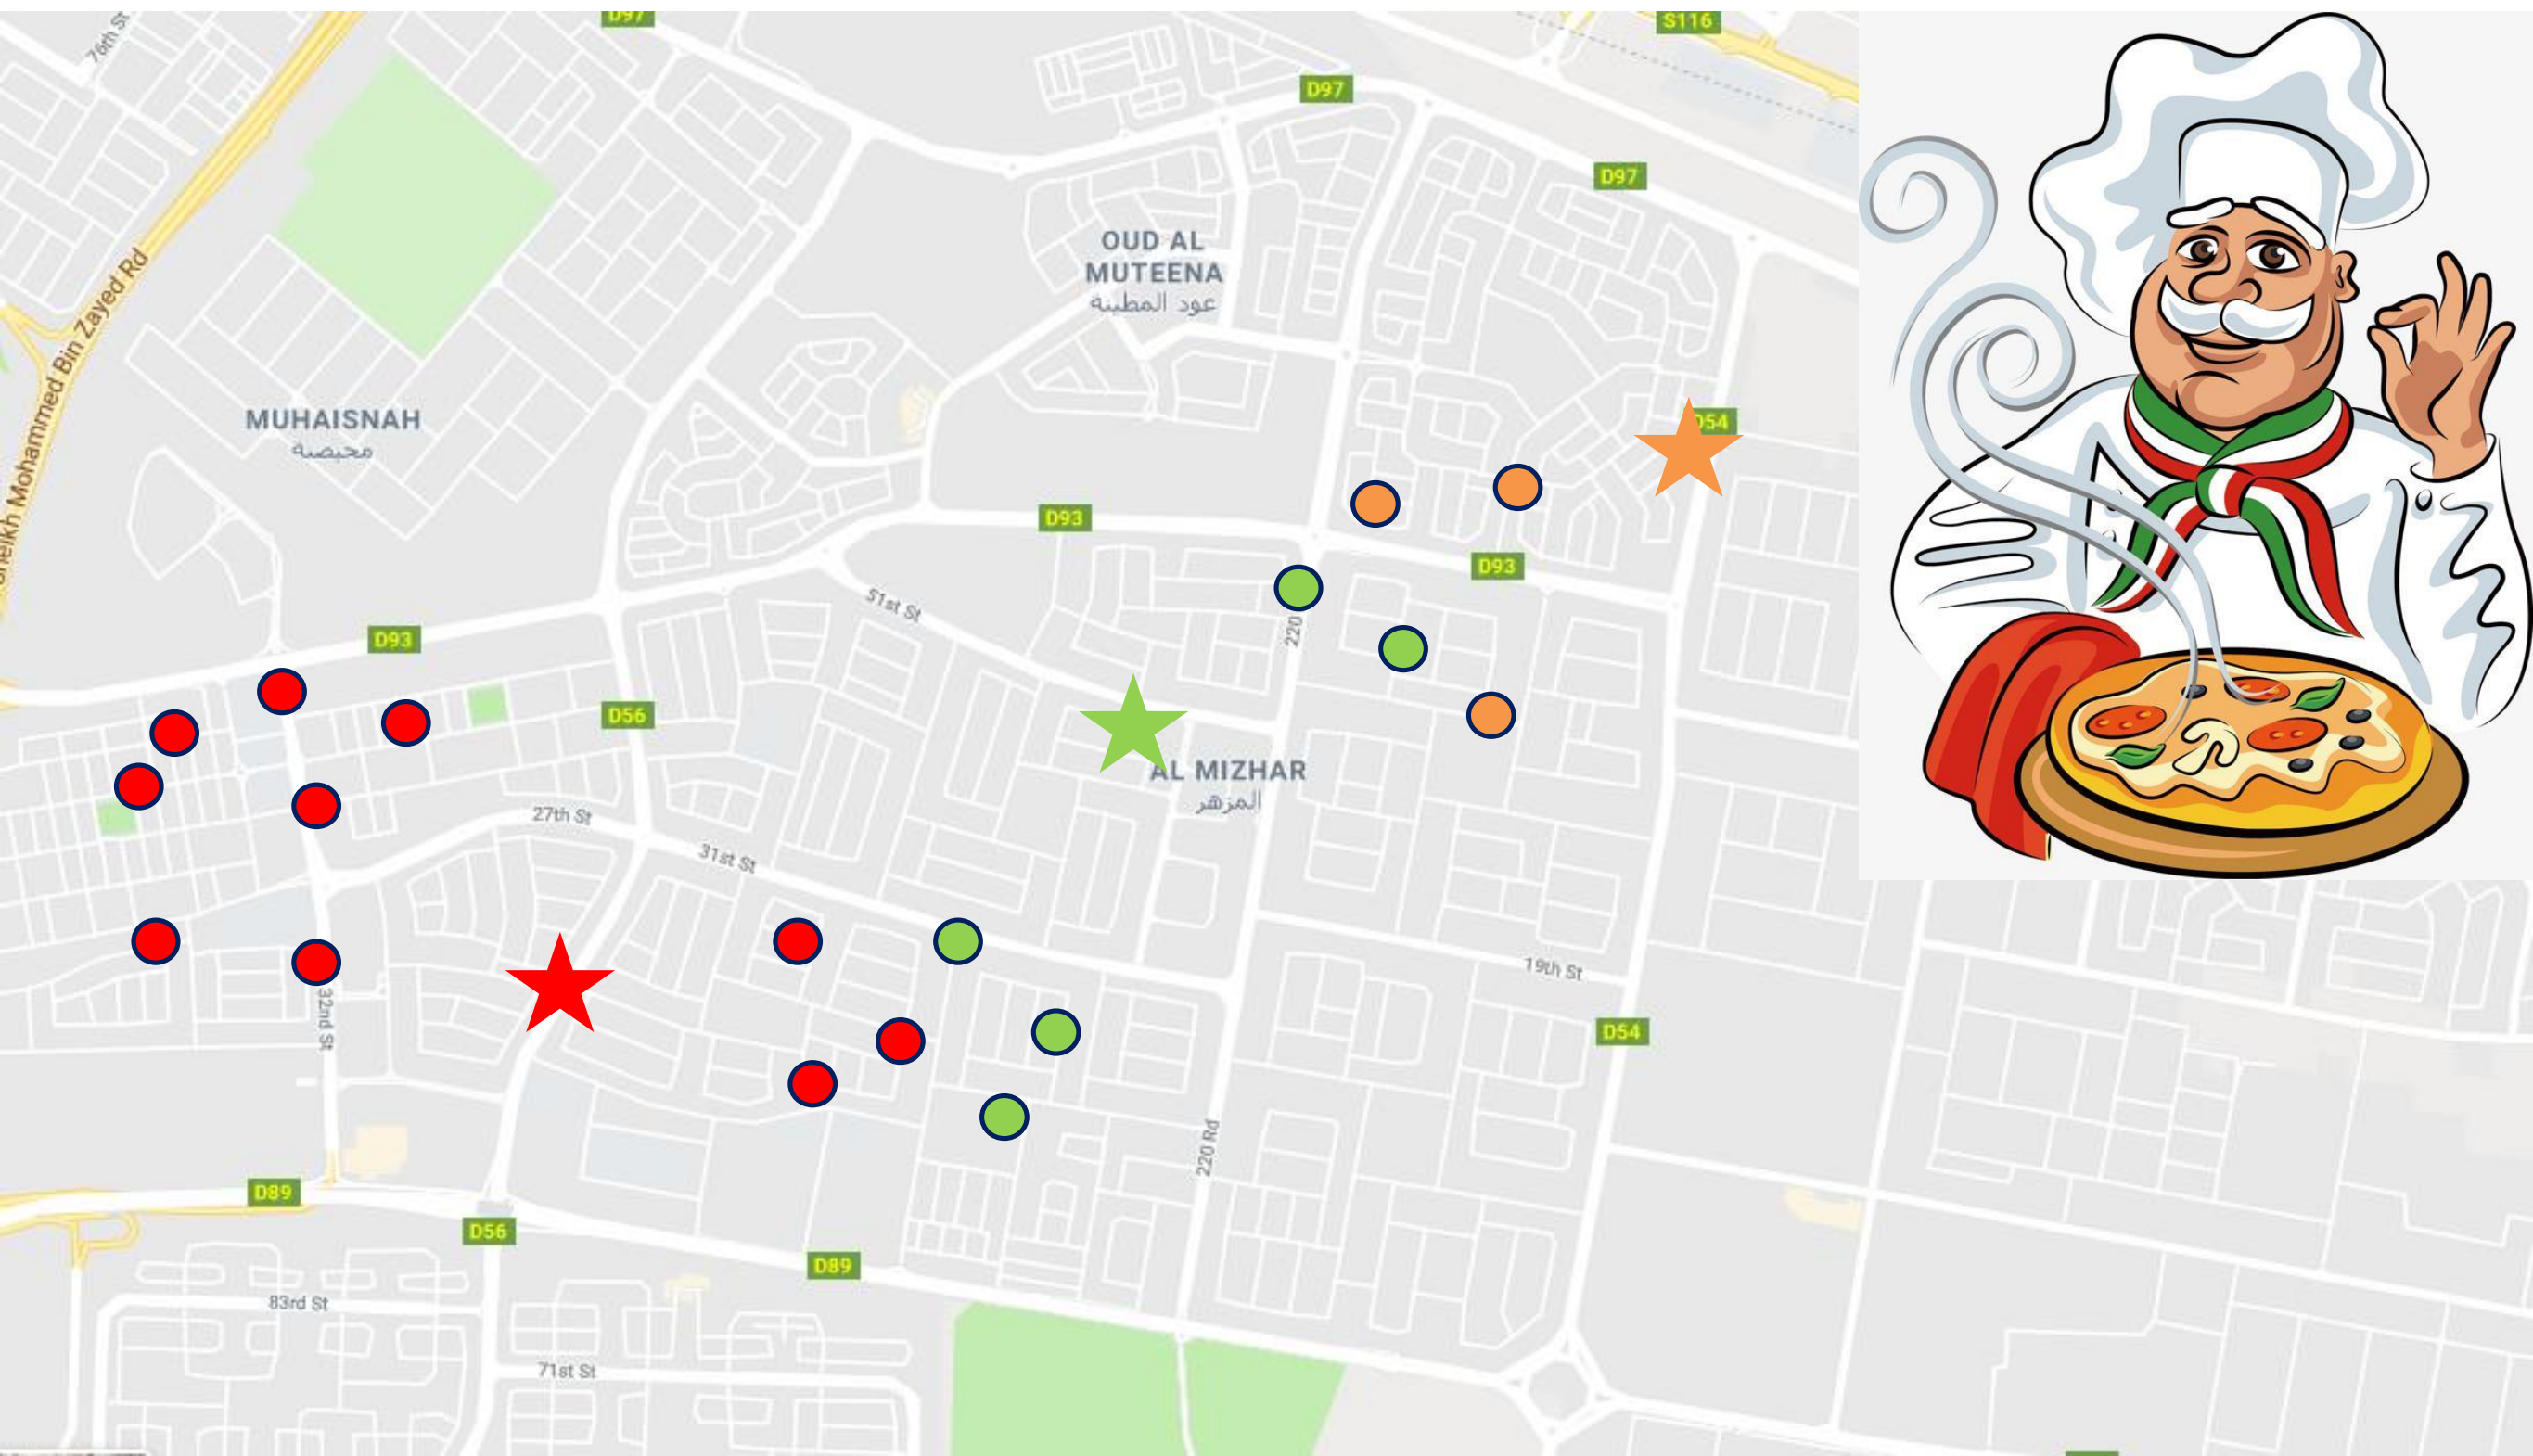 76th St
D97
S116
D97
D97
OUD AL
MUTEENA
عود المطينه
Sheikh Mohammed Bin Zayed Rd
MUHAISNAH
محيصنه
D54
D93
D93
51st St
D93
220
D56
AL MIZHAR
المزهر
27th St
31st St
19th St
32nd St
D54
220 Rd
D89
D56
D89
83rd St
71st St